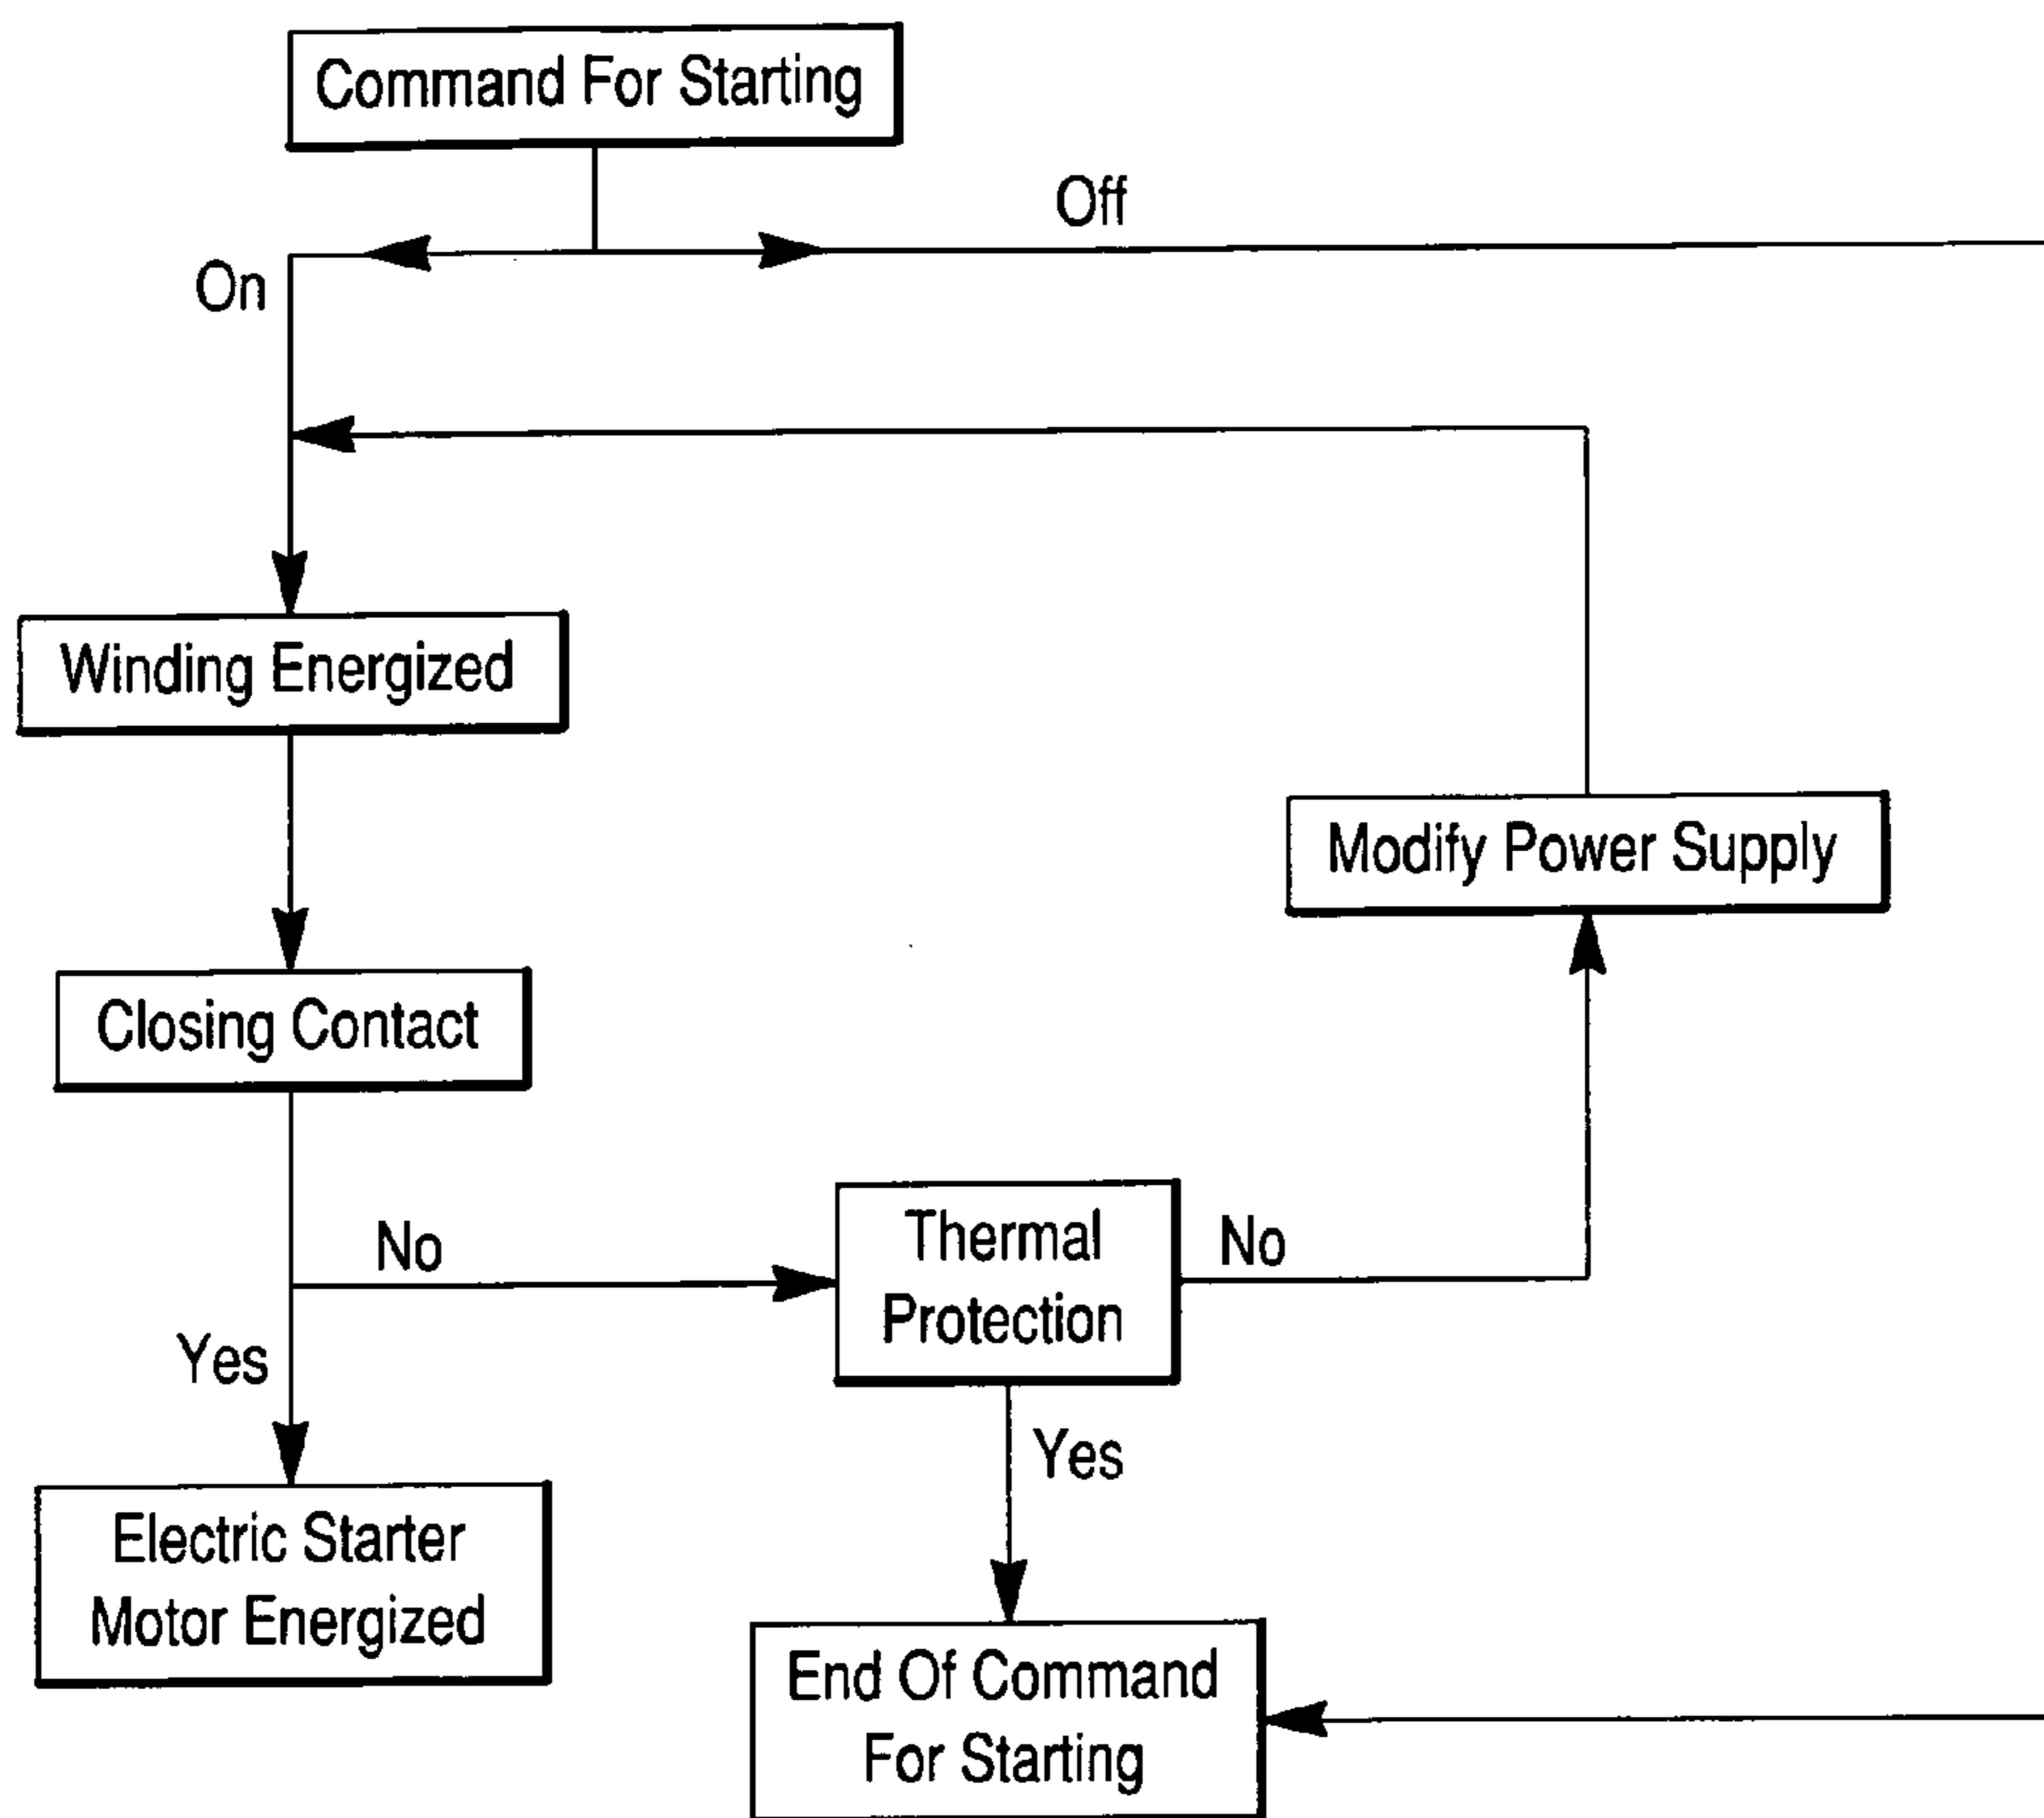 Command For Starting
Off
On
Winding Energized
Modify Power Supply
Closing Contact
No
Thermal
Protection
No
Yes
Yes
Electric Starter
Motor Energized
End Of Command
For Starting